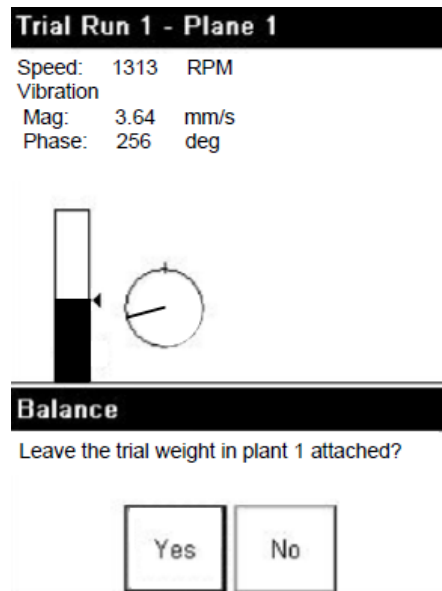 Trial Run 1 - Plane 1
Speed: 1313 RPM
Vibration
Mag: 3.64 mm/s
Phase: 256 deg
Balance
Leave the trial weight in plant 1 attached?
Yes No